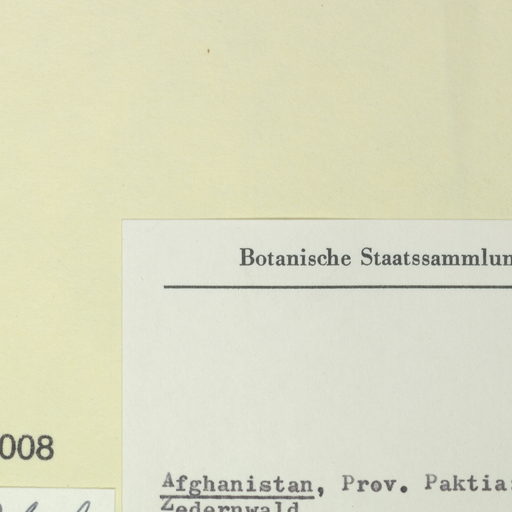 Botanische Staatssammlun
008
Afghanistan, Prov. Paktia:
Zedernwald